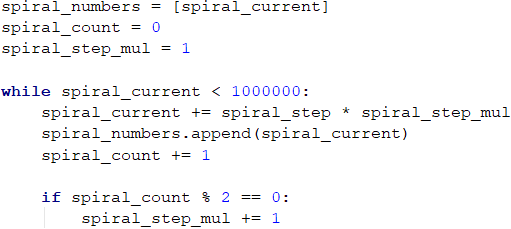 spiral_numbers = [spiral_current]
spiral_count = 0
spiral_step_mul = 1
while spiral_current < 1000000:
    spiral_current += spiral_step * spiral_step_mul
    spiral_numbers.append(spiral_current)
    spiral_count += 1
    if spiral_count % 2 == 0:
        spiral_step_mul += 1